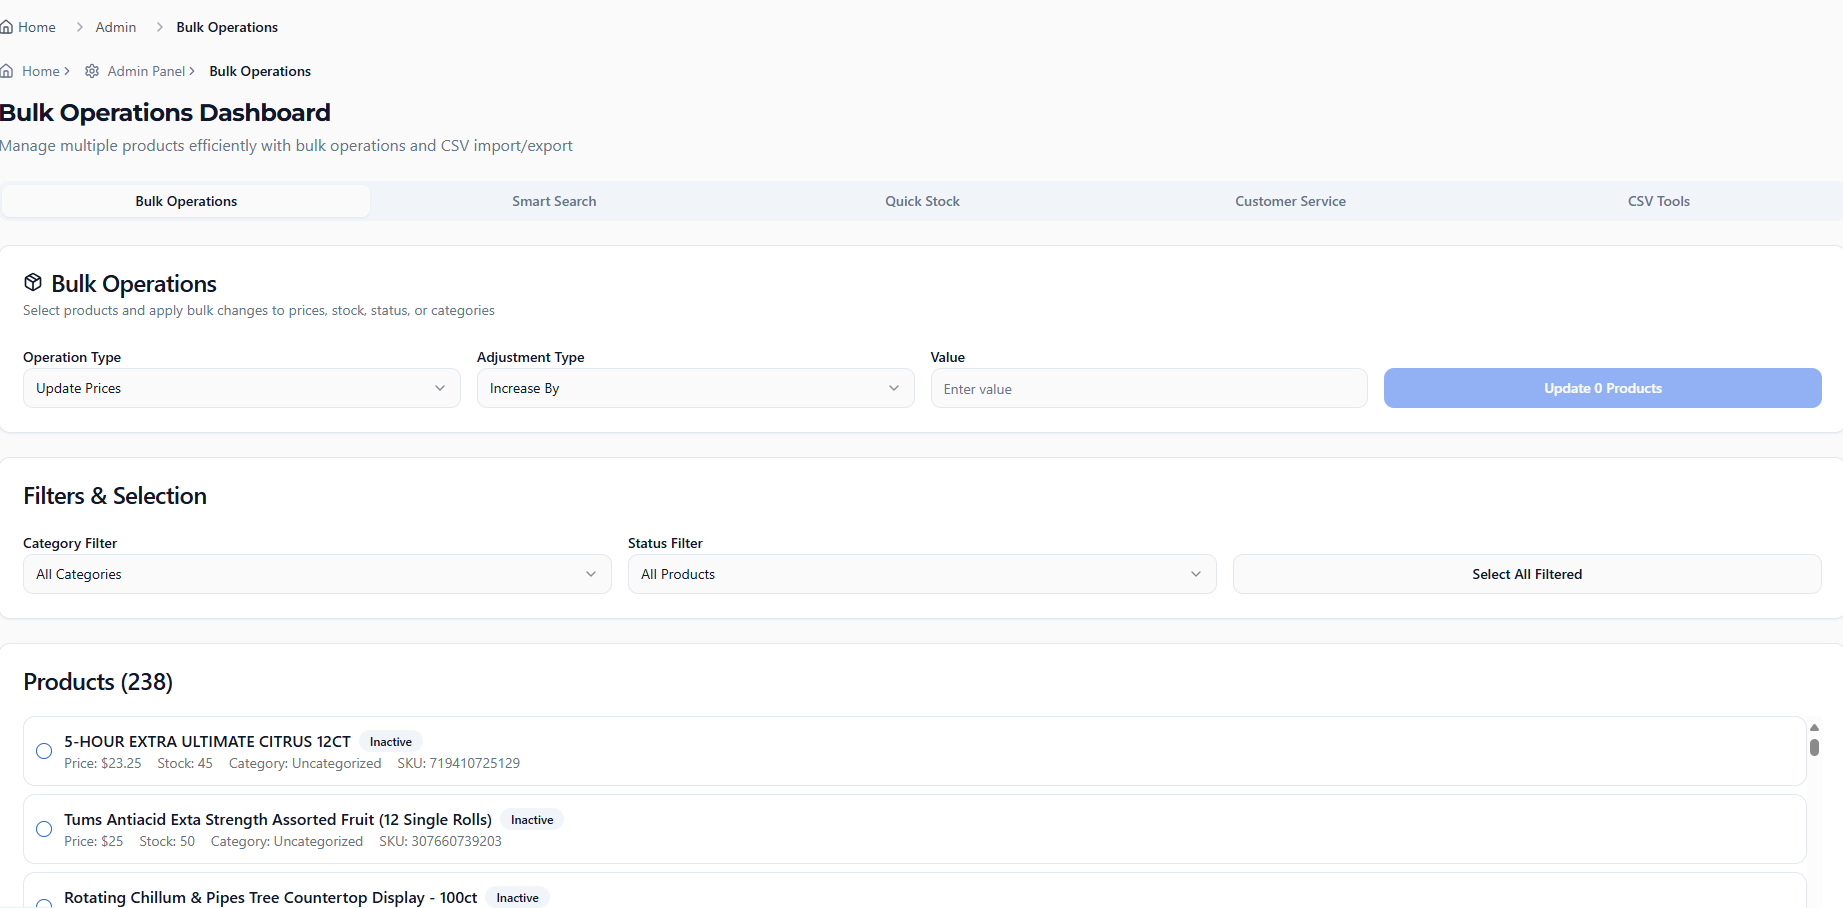 Home > Admin > Bulk Operations
Home > Admin Panel > Bulk Operations
Bulk Operations Dashboard
Manage multiple products efficiently with bulk operations and CSV import/export
Bulk Operations Smart Search Quick Stock Customer Service CSV Tools
Bulk Operations
Select products and apply bulk changes to prices, stock, status, or categories
Operation Type Adjustment Type Value
Update Prices Increase By Enter value Update 0 Products
Filters & Selection
Category Filter Status Filter
All Categories All Products Select All Filtered
Products (238)
5-HOUR EXTRA ULTIMATE CITRUS 12CT Inactive
Price: $23.25 Stock: 45 Category: Uncategorized SKU: 719410725129
Tums Antiacid Exta Strength Assorted Fruit (12 Single Rolls) Inactive
Price: $25 Stock: 50 Category: Uncategorized SKU: 307660739203
Rotating Chillum & Pipes Tree Countertop Display - 100ct Inactive